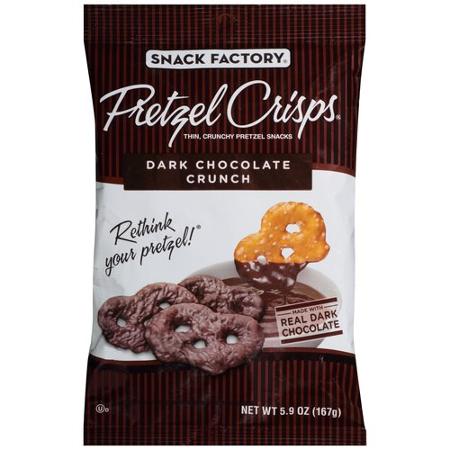 SNACK FACTORY®
Pretzel Crisps®
THIN, CRUNCHY PRETZEL SNACKS
DARK CHOCOLATE
CRUNCH
Rethink
your pretzel!®
MADE WITH
REAL DARK
CHOCOLATE
U D
NET WT 5.9 OZ (167g)